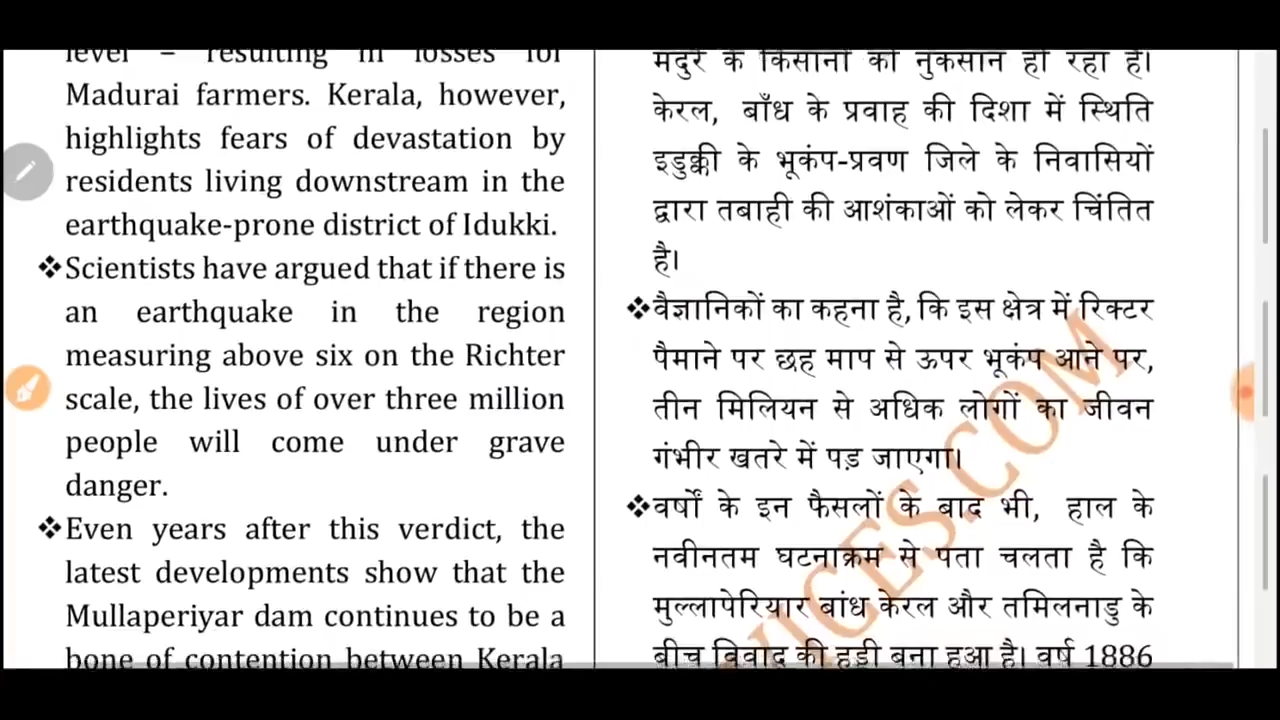 level – resulting in losses for
Madurai farmers. Kerala, however,
highlights fears of devastation by
residents living downstream in the
earthquake-prone district of Idukki.
❖Scientists have argued that if there is
an earthquake in the region
measuring above six on the Richter
scale, the lives of over three million
people will come under grave
danger.
❖Even years after this verdict, the
latest developments show that the
Mullaperiyar dam continues to be a
bone of contention between Kerala
मदुरै के किसानों को नुकसान हो रहा है।
केरल, बाँध के प्रवाह की दिशा में स्थिति
इडुक्की के भूकंप-प्रवण जिले के निवासियों
द्वारा तबाही की आशंकाओं को लेकर चिंतित
है।
❖वैज्ञानिकों का कहना है, कि इस क्षेत्र में रिक्टर
पैमाने पर छह माप से ऊपर भूकंप आने पर,
तीन मिलियन से अधिक लोगों का जीवन
गंभीर खतरे में पड़ जाएगा।
❖वर्षों के इन फैसलों के बाद भी, हाल के
नवीनतम घटनाक्रम से पता चलता है कि
मुल्लापेरियार बांध केरल और तमिलनाडु के
बीच विवाद की हड्डी बना हुआ है। वर्ष 1886
VICES.COM